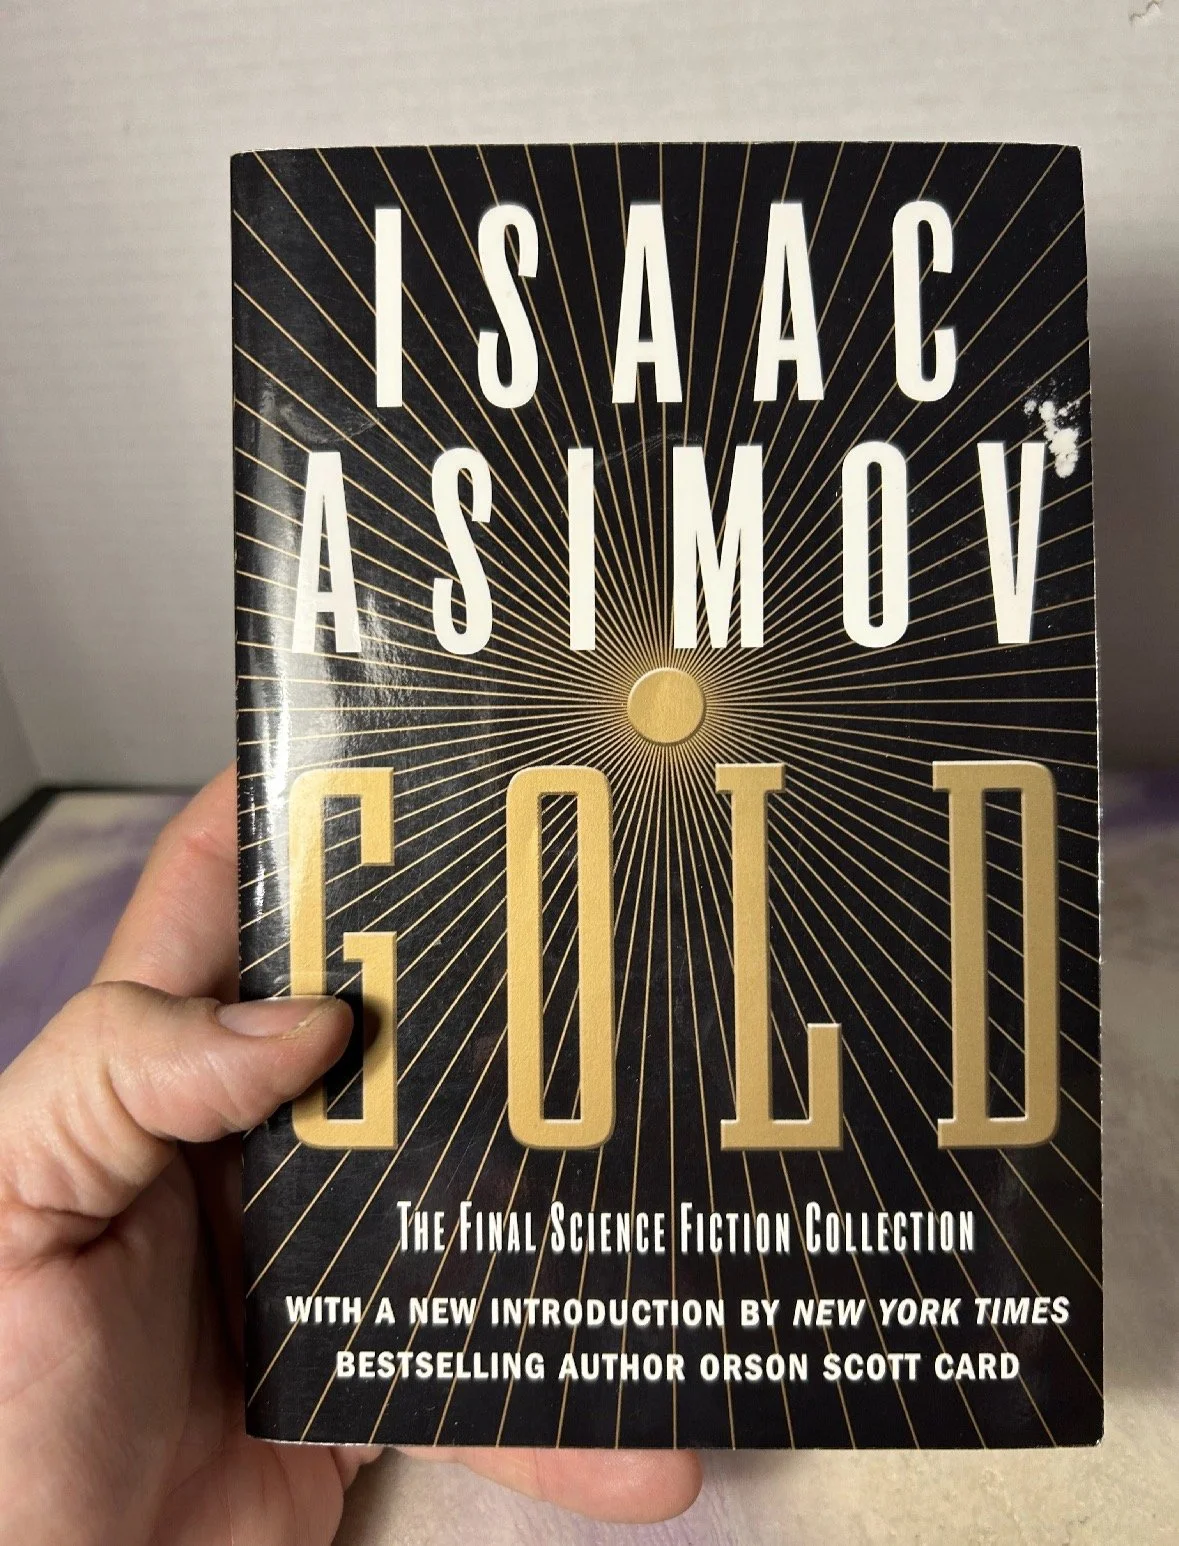 ISAAC
ASIMOV
GOLD
THE FINAL SCIENCE FICTION COLLECTION
WITH A NEW INTRODUCTION BY NEW YORK TIMES
BESTSELLING AUTHOR ORSON SCOTT CARD